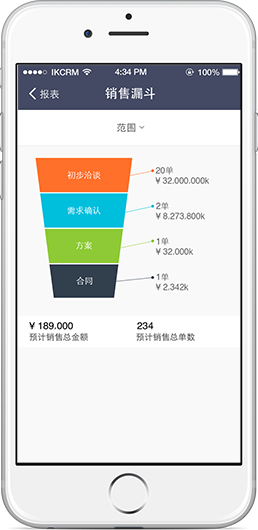 IKCRM 4:34 PM 100%
报表 销售漏斗
范围
初步洽谈
20单
¥ 32.000.000k
需求确认
2单
¥ 8.273.800k
方案
1单
¥ 32.000k
合同
1单
¥ 2.342k
¥ 189.000
预计销售总金额
234
预计销售总单数